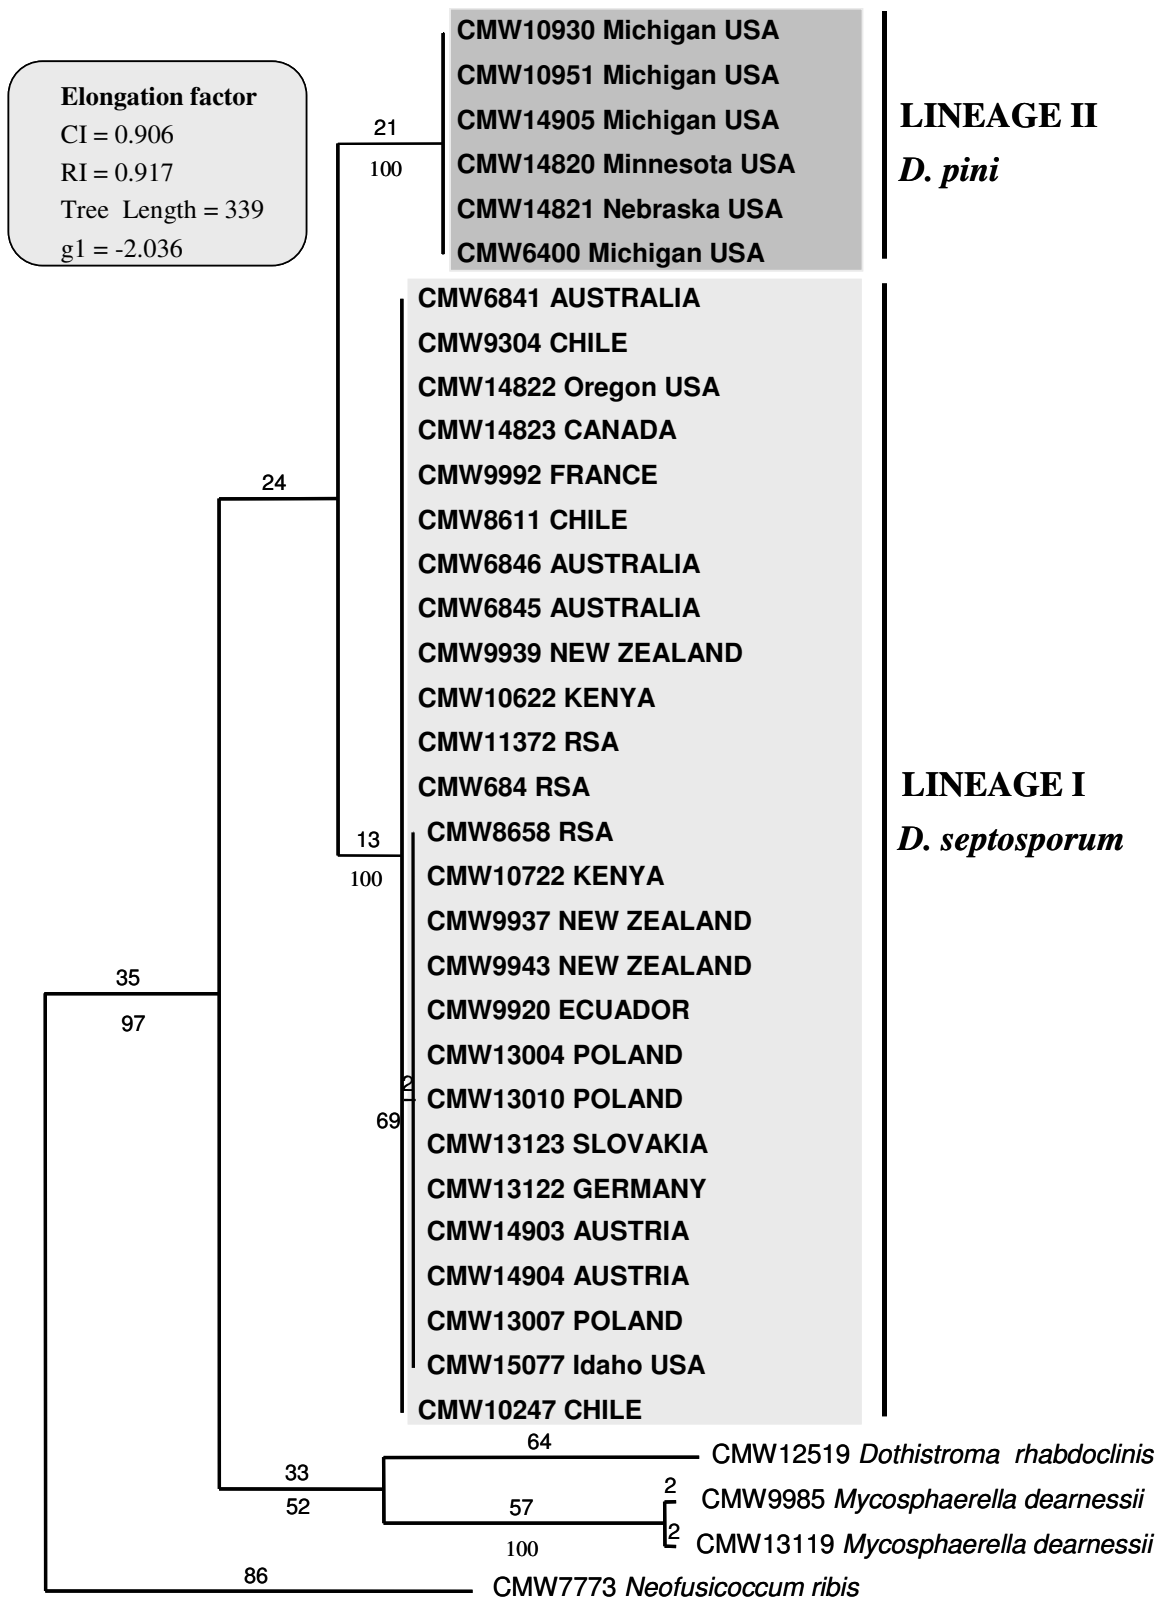 Elongation factor
CI = 0.906
RI = 0.917
Tree Length = 339
g1 = -2.036
CMW10930 Michigan USA
CMW10951 Michigan USA
CMW14905 Michigan USA
CMW14820 Minnesota USA
CMW14821 Nebraska USA
CMW6400 Michigan USA
LINEAGE II
D. pini
21
100
CMW6841 AUSTRALIA
CMW9304 CHILE
CMW14822 Oregon USA
CMW14823 CANADA
CMW9992 FRANCE
CMW8611 CHILE
CMW6846 AUSTRALIA
CMW6845 AUSTRALIA
CMW9939 NEW ZEALAND
CMW10622 KENYA
CMW11372 RSA
CMW684 RSA
CMW8658 RSA
CMW10722 KENYA
CMW9937 NEW ZEALAND
CMW9943 NEW ZEALAND
CMW9920 ECUADOR
CMW13004 POLAND
CMW13010 POLAND
CMW13123 SLOVAKIA
CMW13122 GERMANY
CMW14903 AUSTRIA
CMW14904 AUSTRIA
CMW13007 POLAND
CMW15077 Idaho USA
CMW10247 CHILE
LINEAGE I
D. septosporum
24
13
100
2
69
35
97
64
CMW12519 Dothistroma rhabdoclinis
33
52
2
CMW9985 Mycosphaerella dearnessii
57
100
2
CMW13119 Mycosphaerella dearnessii
86
CMW7773 Neofusicoccum ribis